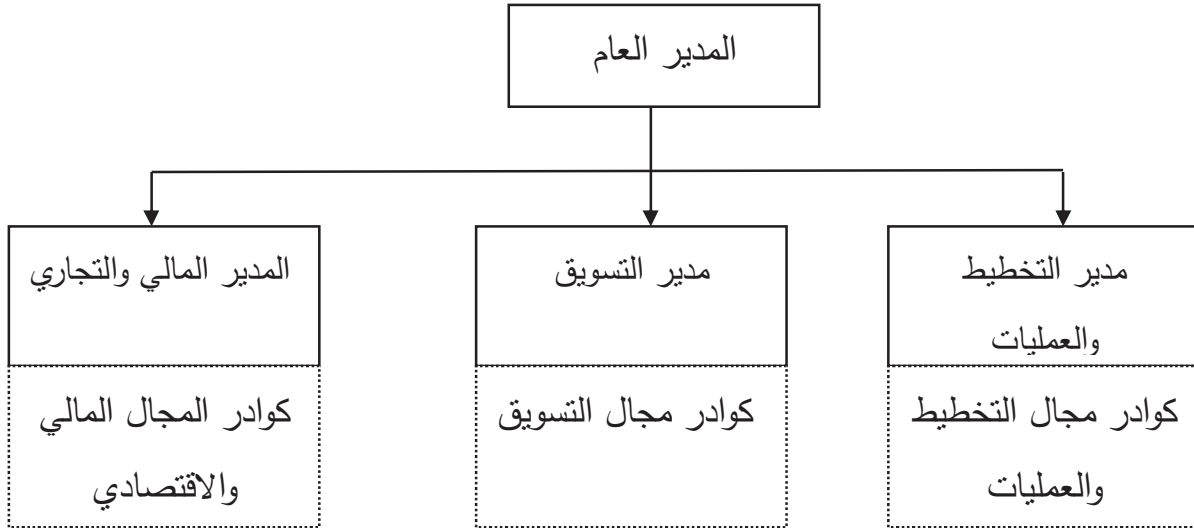 المدير العام
مدير التخطيط
والعمليات
مدير التسويق
المدير المالي والتجاري
كوادر مجال التخطيط
والعمليات
كوادر مجال التسويق
كوادر المجال المالي
والاقتصادي